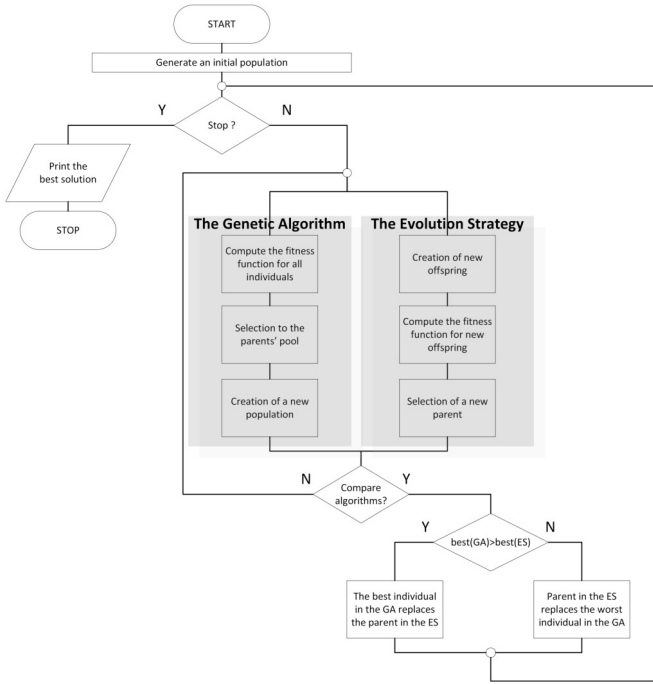 START
Generate an initial population
Y
N
Stop ?
Print the
best solution
STOP
The Genetic Algorithm
The Evolution Strategy
Compute the fitness
function for all
individuals
Creation of new
offspring
Selection to the
parents' pool
Compute the fitness
function for new
offspring
Creation of a new
population
Selection of a new
parent
N
Y
Compare
algorithms?
Y
N
best(GA)>best(ES)
The best individual
in the GA replaces
the parent in the ES
Parent in the ES
replaces the worst
individual in the GA